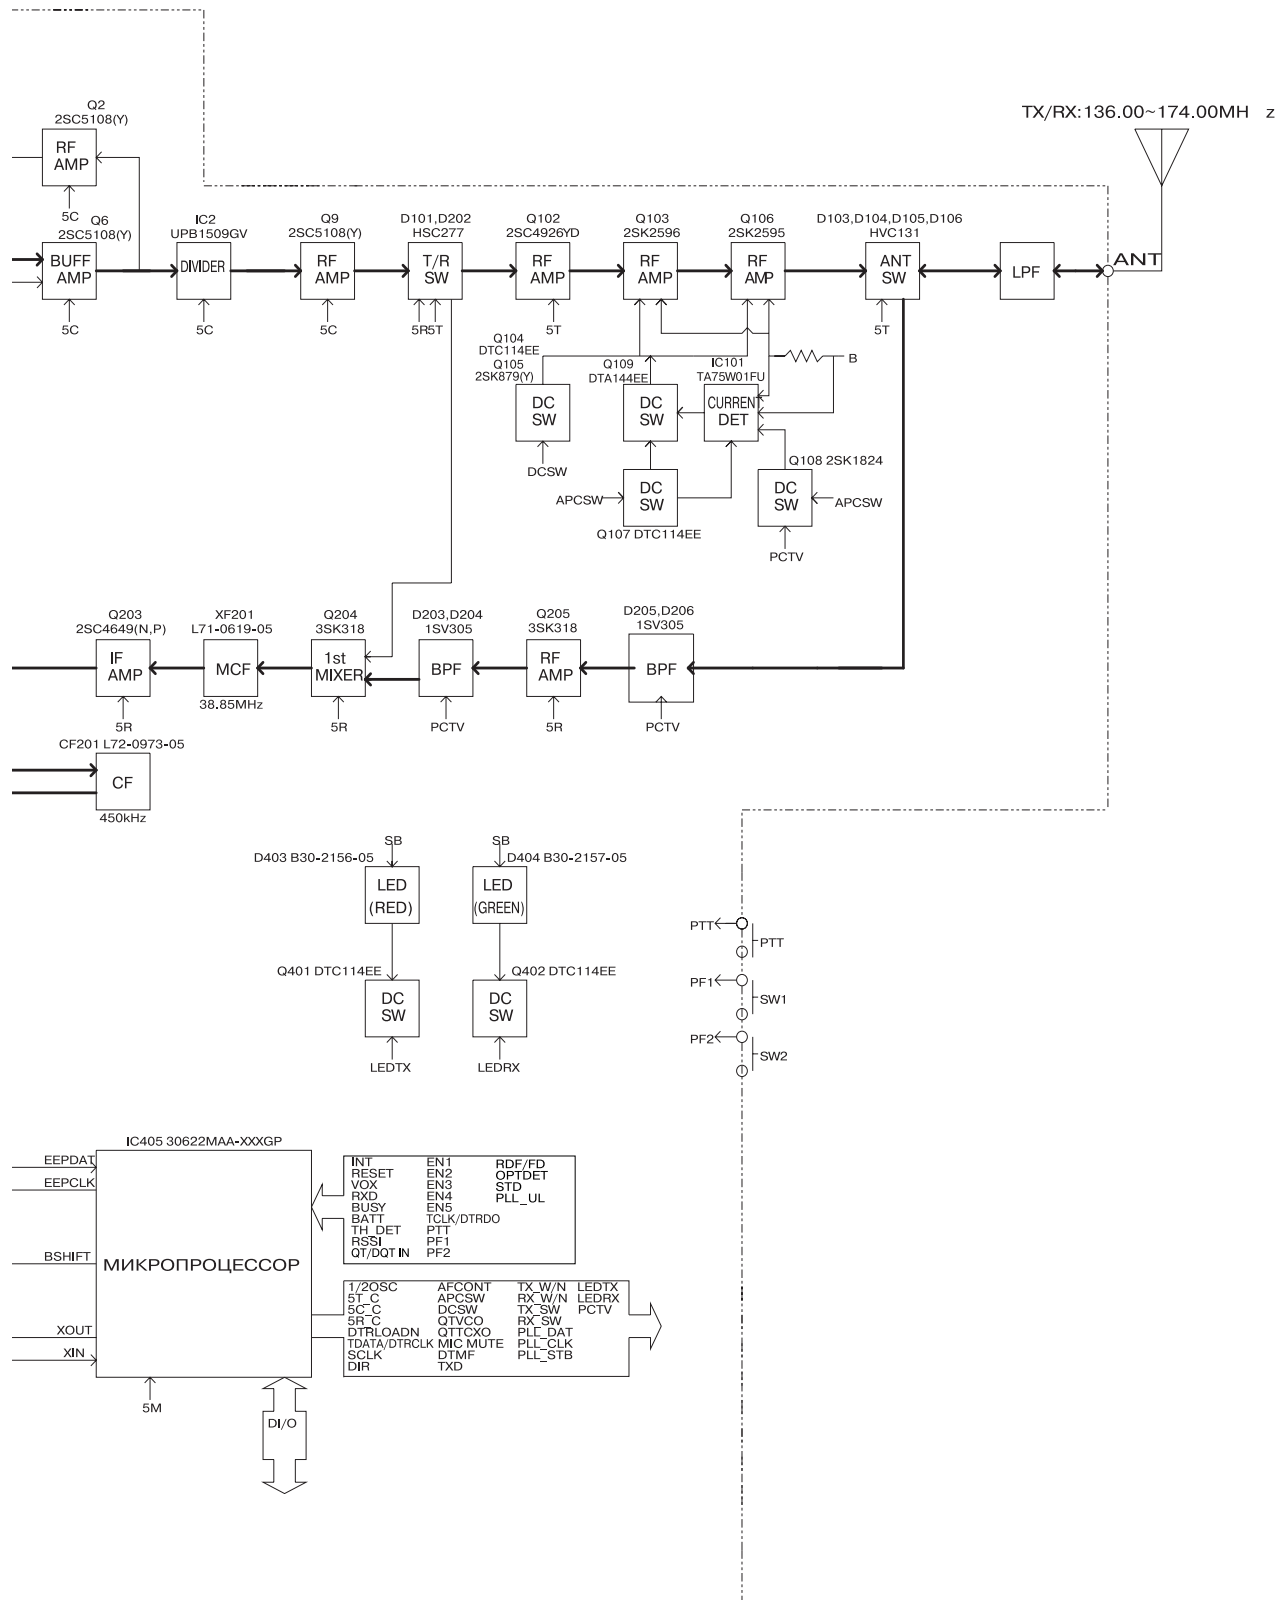 TX/RX:136.00~174.00MH z
Q2
2SC5108(Y)
RF
AMP
5C
Q6
2SC5108(Y)
BUFF
AMP
5C
IC2
UPB1509GV
DIVIDER
5C
Q9
2SC5108(Y)
RF
AMP
5C
D101,D202
HSC277
T/R
SW
5R5T
Q102
2SC4926YD
RF
AMP
5T
Q103
2SK2596
RF
AMP
Q106
2SK2595
RF
AMP
D103,D104,D105,D106
HVC131
ANT
SW
5T
LPF
ANT
Q104
DTC114EE
Q105
2SK879(Y)
DC
SW
DCSW
Q109
DTA144EE
DC
SW
IC101
TA75W01FU
CURREN
DET
B
APCSW
DC
SW
Q107 DTC114EE
Q108 2SK1824
DC
SW
APCSW
PCTV
Q203
2SC4649(N,P)
IF
AMP
5R
XF201
L71-0619-05
MCF
38.85MHz
Q204
3SK318
1st
MIXER
5R
D203,D204
1SV305
BPF
PCTV
Q205
3SK318
RF
AMP
5R
D205,D206
1SV305
BPF
PCTV
CF201 L72-0973-05
CF
450kHz
SB
D403 B30-2156-05
LED
(RED)
Q401 DTC114EE
DC
SW
LEDTX
SB
D404 B30-2157-05
LED
(GREEN)
Q402 DTC114EE
DC
SW
LEDRX
PTT
PTT
PF1
SW1
PF2
SW2
IC405 30622MAA-XXXGP
EEPDAT
EEPCLK
BSHIFT
XOUT
XIN
МИКРОПРОЦЕССОР
5M
DI/O
INT EN1 RDF/FD
RESET EN2 OPTDET
VOX EN3 STD
RXD EN4 PLL_UL
BUSY EN5
BATT TCLK/DTRDO
TH_DET PTT
RSSI PF1
QT/DQT IN PF2
1/2OSC AFCONT TX_W/N LEDTX
5T_C APCSW RX_W/N LEDRX
5C_C DCSW TX_SW PCTV
5R_C QTVCO RX_SW
DTRLOADN QTTCXO PLL_DAT
TDATA/DTRCLK MIC MUTE PLL_CLK
SCLK DTMF PLL_STB
DIR TXD